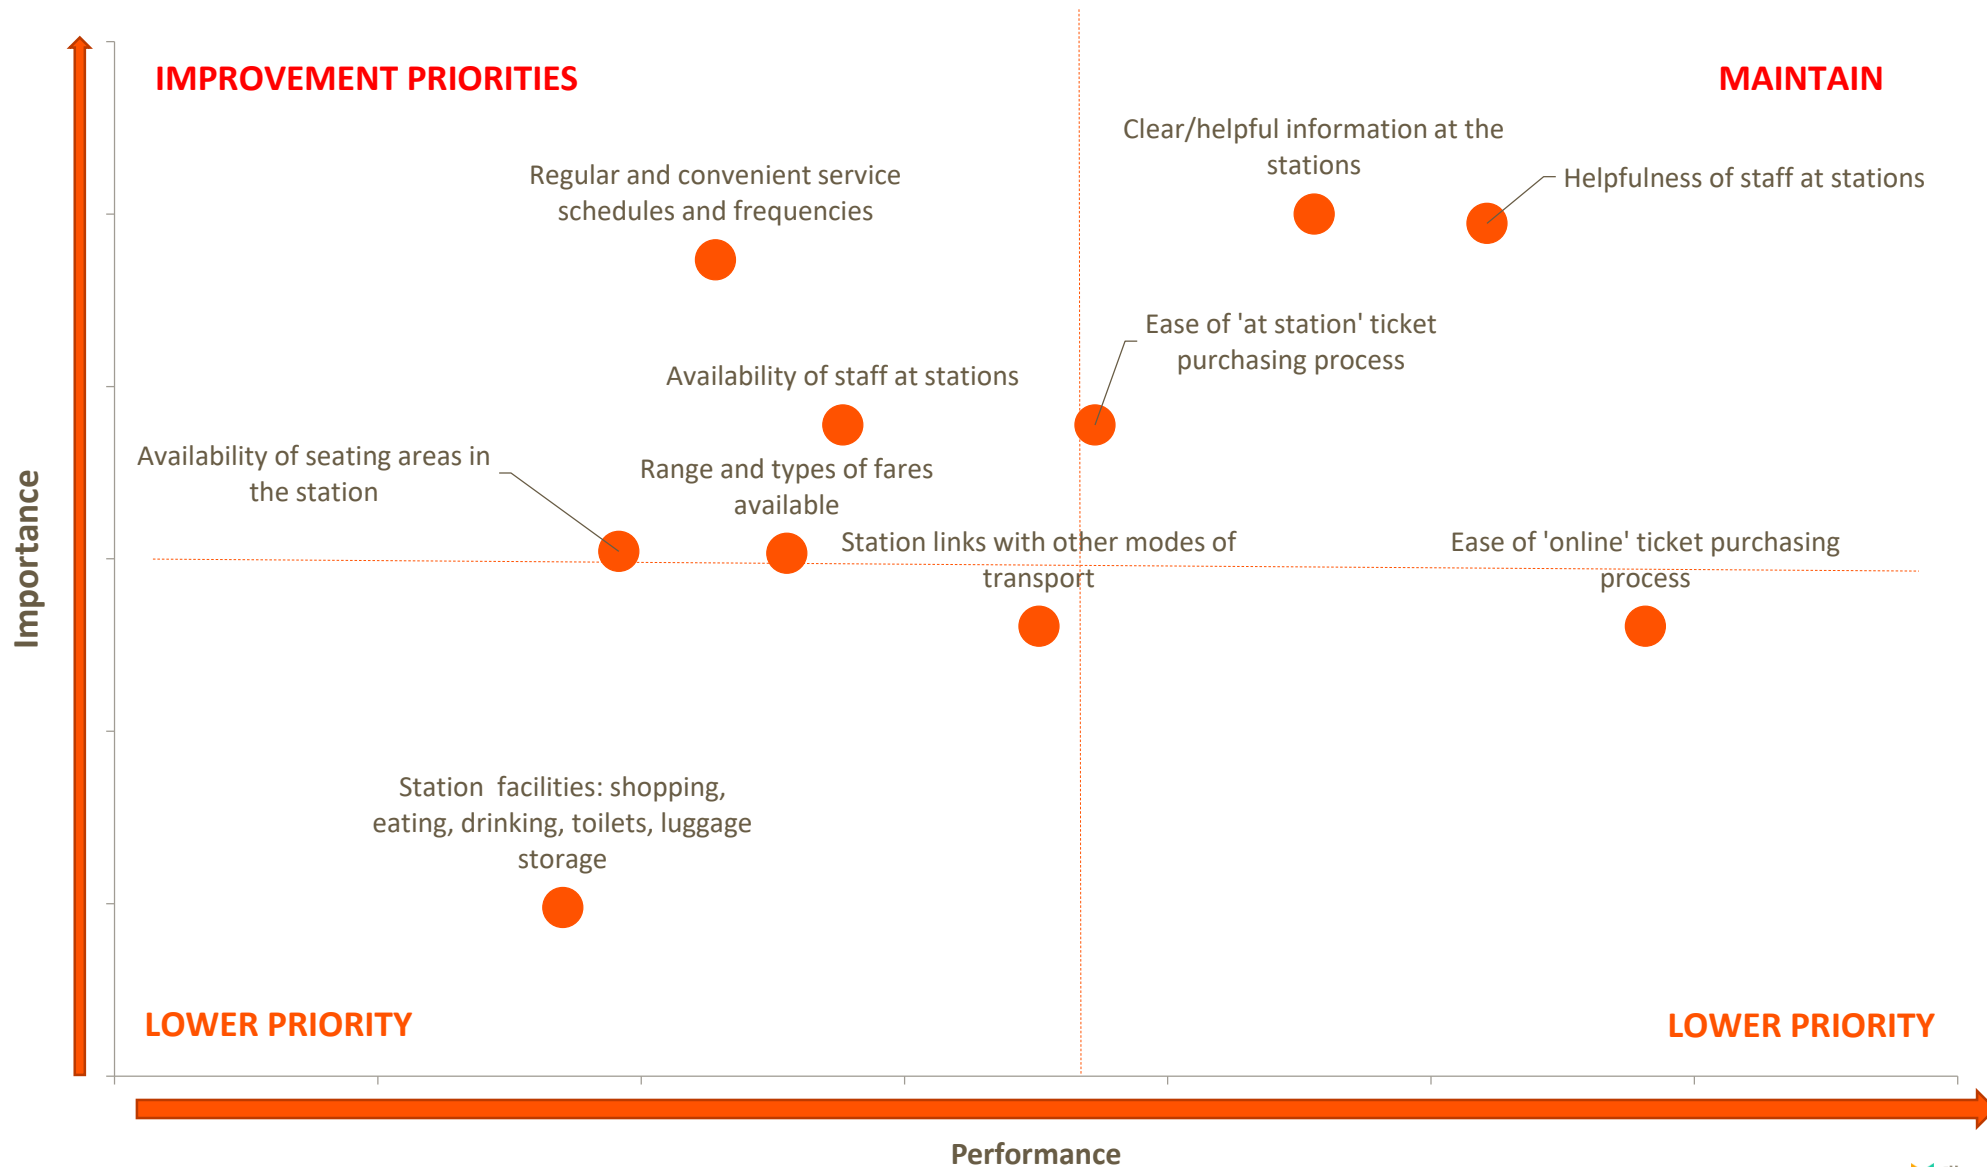 IMPROVEMENT PRIORITIES
MAINTAIN
Clear/helpful information at the
stations
Regular and convenient service
schedules and frequencies
Helpfulness of staff at stations
Ease of 'at station' ticket
purchasing process
Availability of staff at stations
Availability of seating areas in
the station
Range and types of fares
available
Station links with other modes of
transport
Ease of 'online' ticket purchasing
process
Importance
Station  facilities: shopping,
eating, drinking, toilets, luggage
storage
LOWER PRIORITY
LOWER PRIORITY
Performance